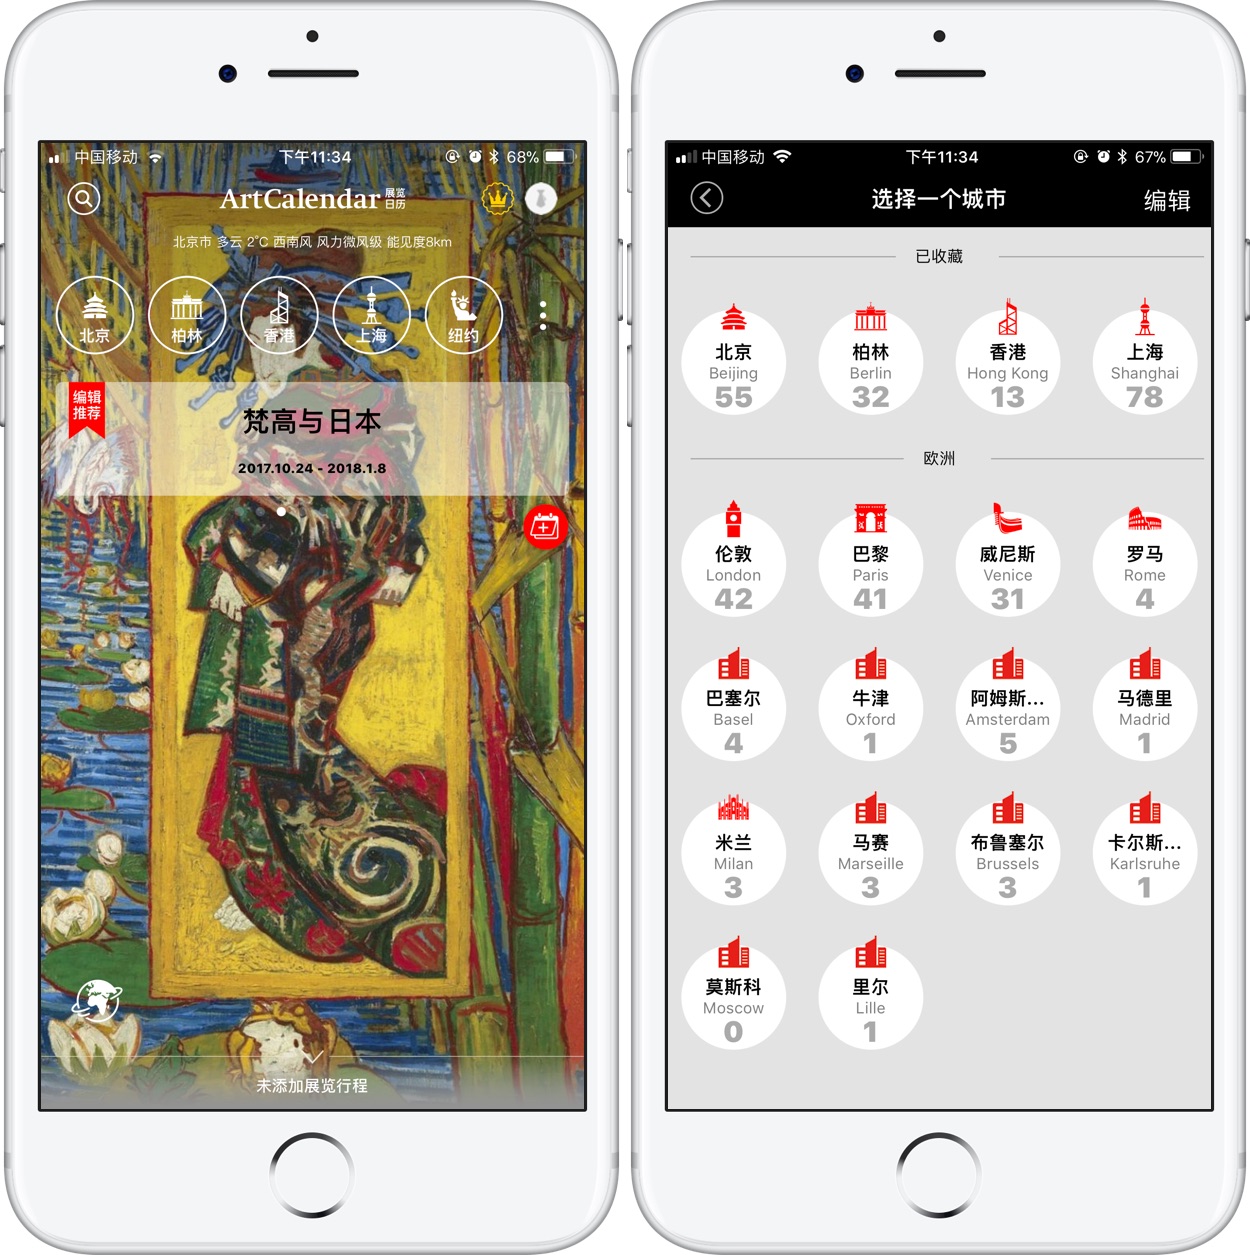 中国移动
下午11:34
68%
ArtCalendar 展览
日历
北京市 多云 2°C 西南风 风力微风级 能见度8km
北京
柏林
香港
上海
纽约
编辑
推荐
梵高与日本
2017.10.24 - 2018.1.8
未添加展览行程
中国移动
下午11:34
67%
选择一个城市
编辑
已收藏
北京
Beijing
55
柏林
Berlin
32
香港
Hong Kong
13
上海
Shanghai
78
欧洲
伦敦
London
42
巴黎
Paris
41
威尼斯
Venice
31
罗马
Rome
4
巴塞尔
Basel
4
牛津
Oxford
1
阿姆斯...
Amsterdam
5
马德里
Madrid
1
米兰
Milan
3
马赛
Marseille
3
布鲁塞尔
Brussels
3
卡尔斯...
Karlsruhe
1
莫斯科
Moscow
0
里尔
Lille
1